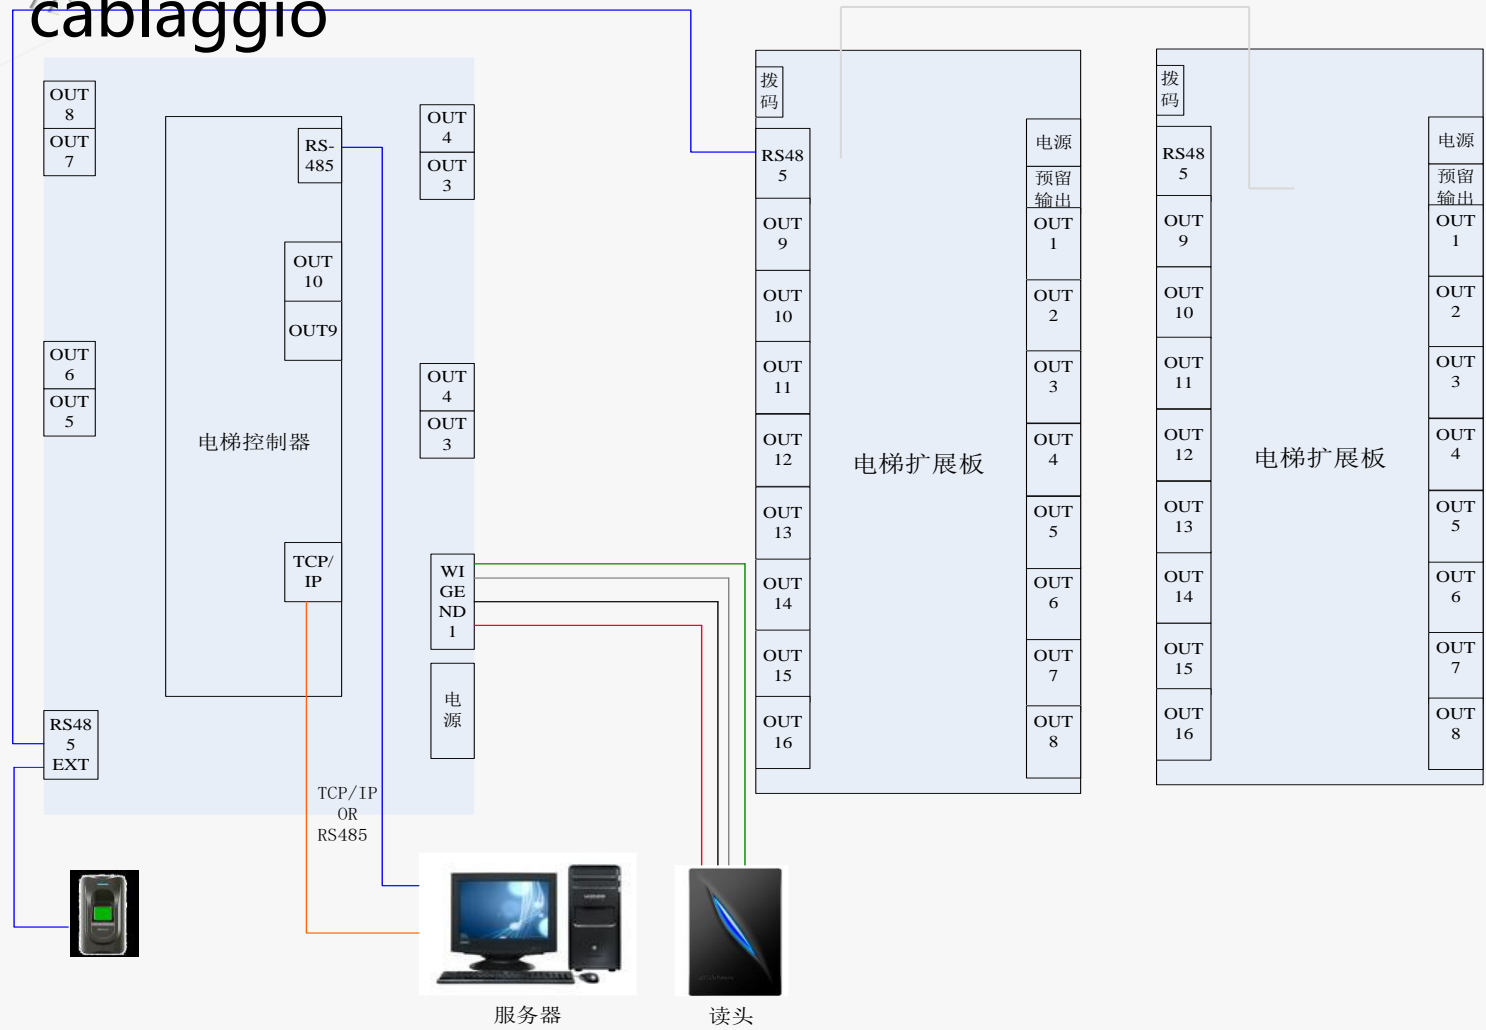 cablaggio
OUT
8
OUT
7
RS-
485
OUT
4
OUT
3
OUT
10
OUT9
OUT
6
OUT
5
OUT
4
OUT
3
电梯控制器
TCP/
IP
WI
GE
ND
1
电
源
RS48
5
EXT
TCP/IP
OR
RS485
服务器
读头
拨
码
RS48
5
OUT
9
OUT
10
OUT
11
OUT
12
OUT
13
OUT
14
OUT
15
OUT
16
电梯扩展板
电源
预留
输出
OUT
1
OUT
2
OUT
3
OUT
4
OUT
5
OUT
6
OUT
7
OUT
8
拨
码
RS48
5
OUT
9
OUT
10
OUT
11
OUT
12
OUT
13
OUT
14
OUT
15
OUT
16
电梯扩展板
电源
预留
输出
OUT
1
OUT
2
OUT
3
OUT
4
OUT
5
OUT
6
OUT
7
OUT
8